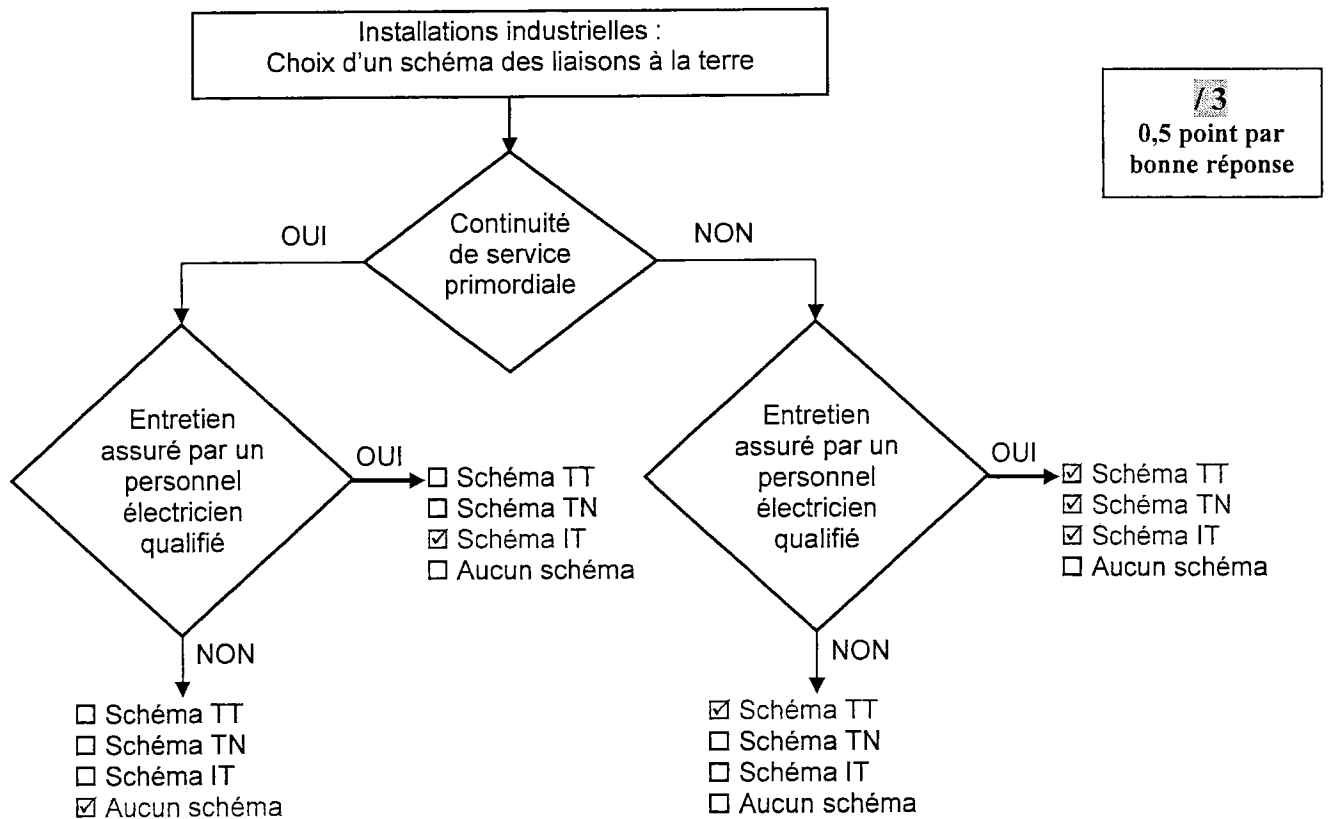 Installations industrielles :
Choix d'un schéma des liaisons à la terre
/ 3
0,5 point par
bonne réponse
Continuité
de service
primordiale
OUI
NON
Entretien
assuré par un
personnel
électricien
qualifié
OUI
☐ Schéma TT
☐ Schéma TN
☑ Schéma IT
☐ Aucun schéma
NON
☐ Schéma TT
☐ Schéma TN
☐ Schéma IT
☑ Aucun schéma
Entretien
assuré par un
personnel
électricien
qualifié
OUI
☑ Schéma TT
☑ Schéma TN
☑ Schéma IT
☐ Aucun schéma
NON
☑ Schéma TT
☐ Schéma TN
☐ Schéma IT
☐ Aucun schéma